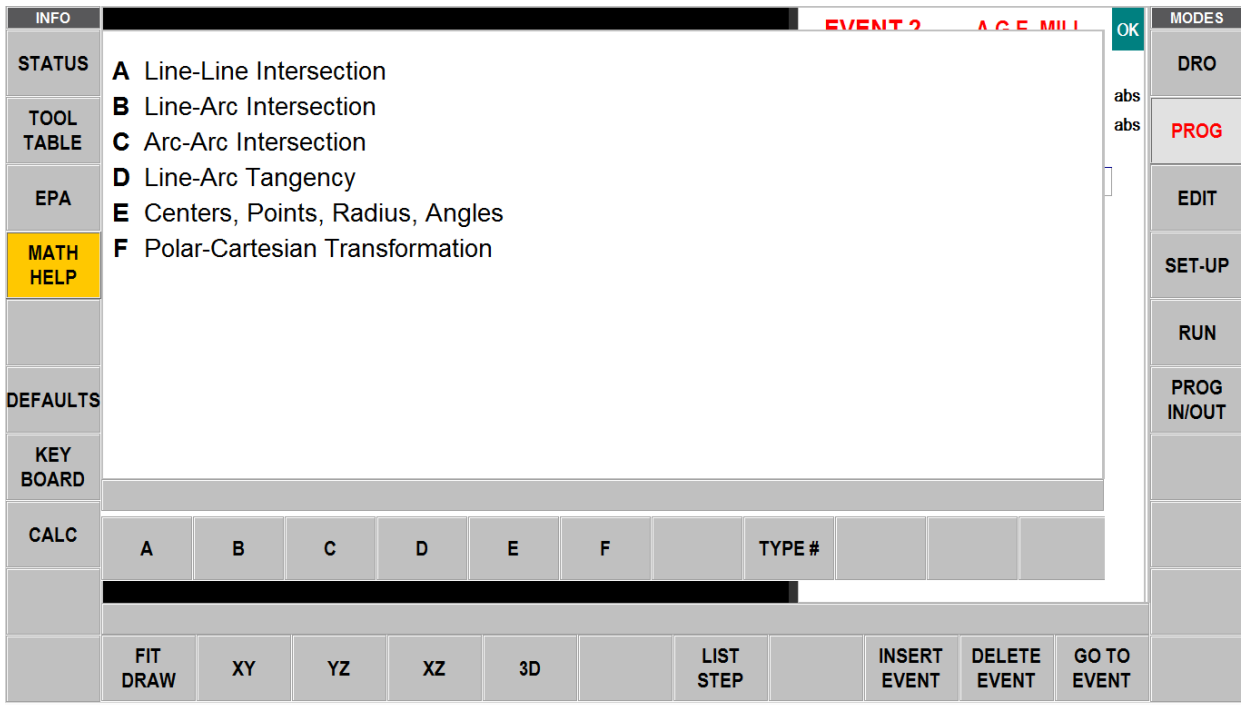 INFO
STATUS
TOOL
TABLE
EPA
MATH
HELP
DEFAULTS
KEY
BOARD
CALC
EVENT 2 A.G.E. MILL
OK
abs
abs
A Line-Line Intersection
B Line-Arc Intersection
C Arc-Arc Intersection
D Line-Arc Tangency
E Centers, Points, Radius, Angles
F Polar-Cartesian Transformation
A B C D E F TYPE #
FIT
DRAW
XY
YZ
XZ
3D
LIST
STEP
INSERT
EVENT
DELETE
EVENT
GO TO
EVENT
MODES
DRO
PROG
EDIT
SET-UP
RUN
PROG
IN/OUT